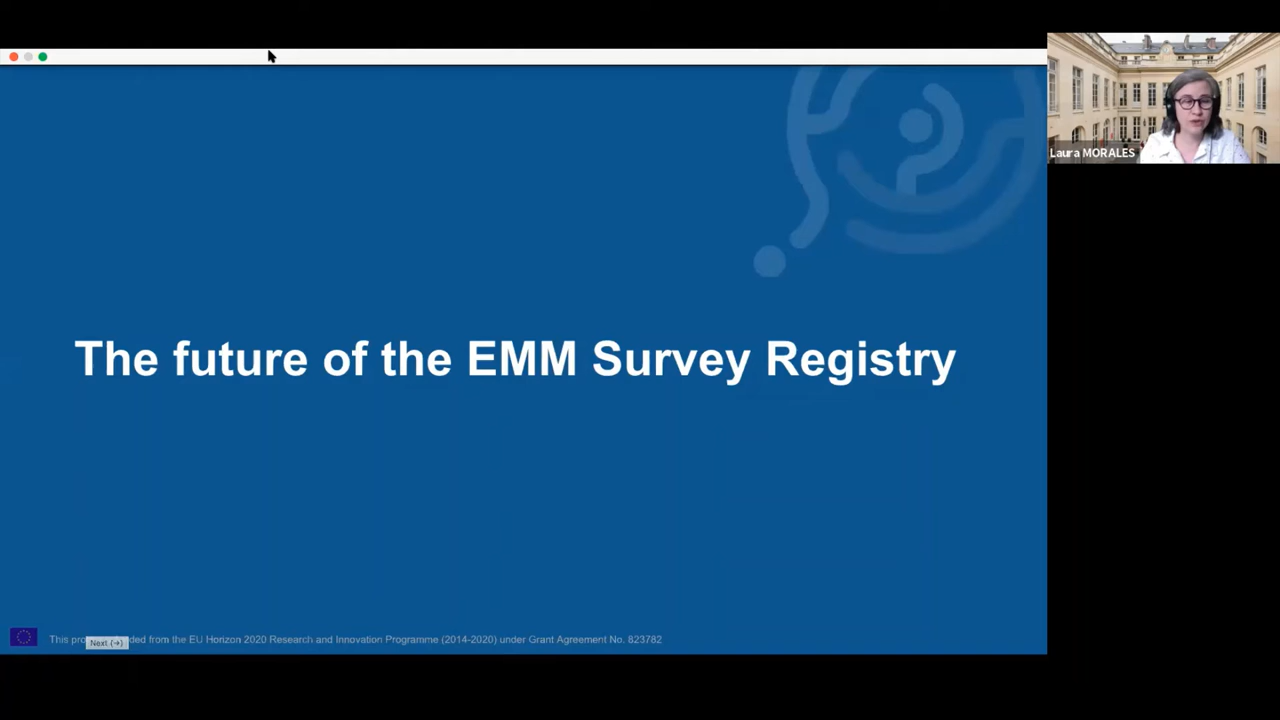 Laura MORALES
The future of the EMM Survey Registry
This ded from the EU Horizon 2020 Research and Innovation Programme (2014-2020) under Grant Agreement No. 823782
Next (→)